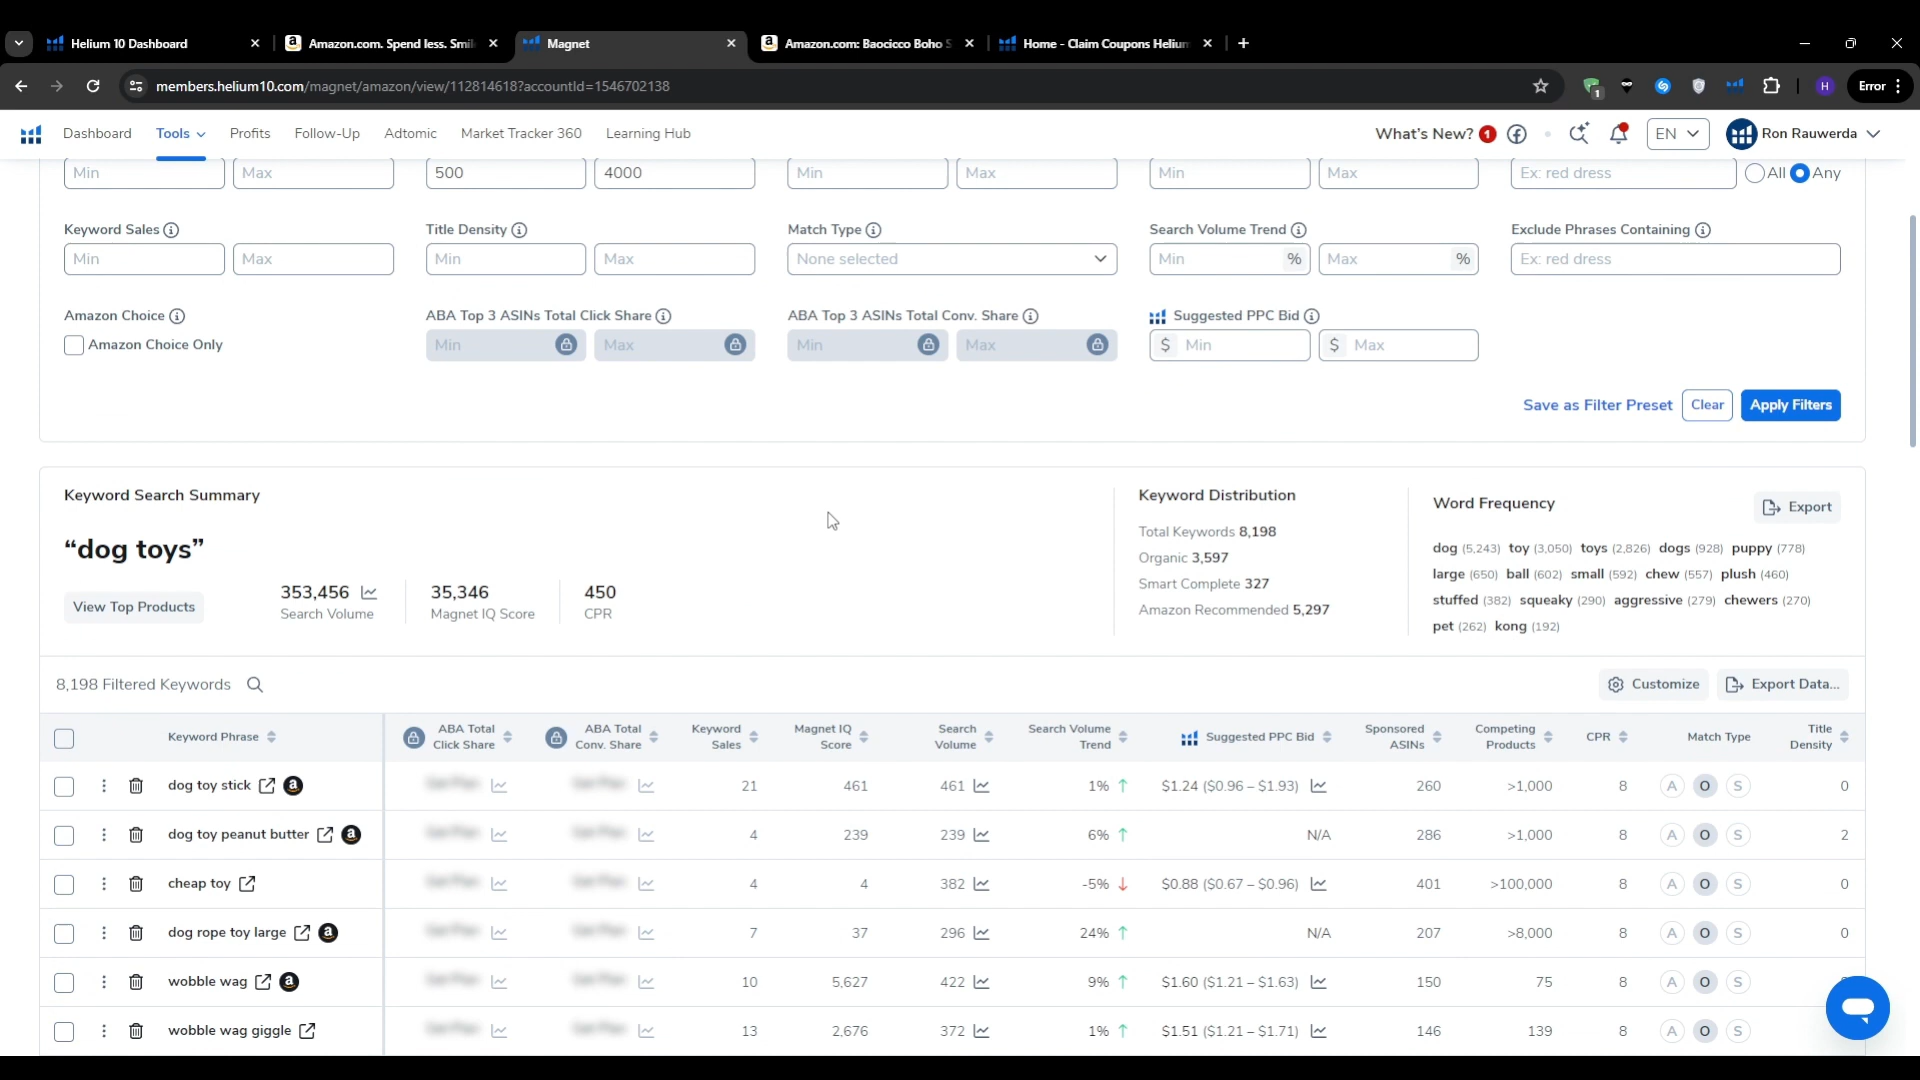 Helium 10 Dashboard
Amazon.com. Spend less. Smil
Magnet
Amazon.com: Baocicco Boho S
Home - Claim Coupons Helium
members.helium10.com/magnet/amazon/view/112814618?accountId=1546702138
1
H
Error
Dashboard Tools Profits Follow-Up Adtomic Market Tracker 360 Learning Hub
What's New? 1
EN
Ron Rauwerda
Min Max 500 4000 Min Max Min Max Ex: red dress All Any
Keyword Sales Title Density Match Type Search Volume Trend Exclude Phrases Containing
Min Max Min Max None selected Min % Max % Ex: red dress
Amazon Choice ABA Top 3 ASINs Total Click Share ABA Top 3 ASINs Total Conv. Share Suggested PPC Bid
Amazon Choice Only Min Max Min Max $ Min $ Max
Save as Filter Preset Clear Apply Filters
Keyword Search Summary
“dog toys”
View Top Products
353,456
Search Volume
35,346
Magnet IQ Score
450
CPR
Keyword Distribution
Total Keywords 8,198
Organic 3,597
Smart Complete 327
Amazon Recommended 5,297
Word Frequency
Export
dog (5,243) toy (3,050) toys (2,826) dogs (928) puppy (778)
large (650) ball (602) small (592) chew (557) plush (460)
stuffed (382) squeaky (290) aggressive (279) chewers (270)
pet (262) kong (192)
8,198 Filtered Keywords
Customize Export Data...
Keyword Phrase
ABA Total
Click Share
ABA Total
Conv. Share
Keyword
Sales
Magnet IQ
Score
Search
Volume
Search Volume
Trend
Suggested PPC Bid
Sponsored
ASINs
Competing
Products
CPR
Match Type
Title
Density
dog toy stick 21 461 461 1% $1.24 ($0.96 – $1.93) 260 >1,000 8 A O S 0
dog toy peanut butter 4 239 239 6% N/A 286 >1,000 8 A O S 2
cheap toy 4 4 382 -5% $0.88 ($0.67 – $0.96) 401 >100,000 8 A O S 0
dog rope toy large 7 37 296 24% N/A 207 >8,000 8 A O S 0
wobble wag 10 5,627 422 9% $1.60 ($1.21 – $1.63) 150 75 8 A O S
wobble wag giggle 13 2,676 372 1% $1.51 ($1.21 – $1.71) 146 139 8 A O S